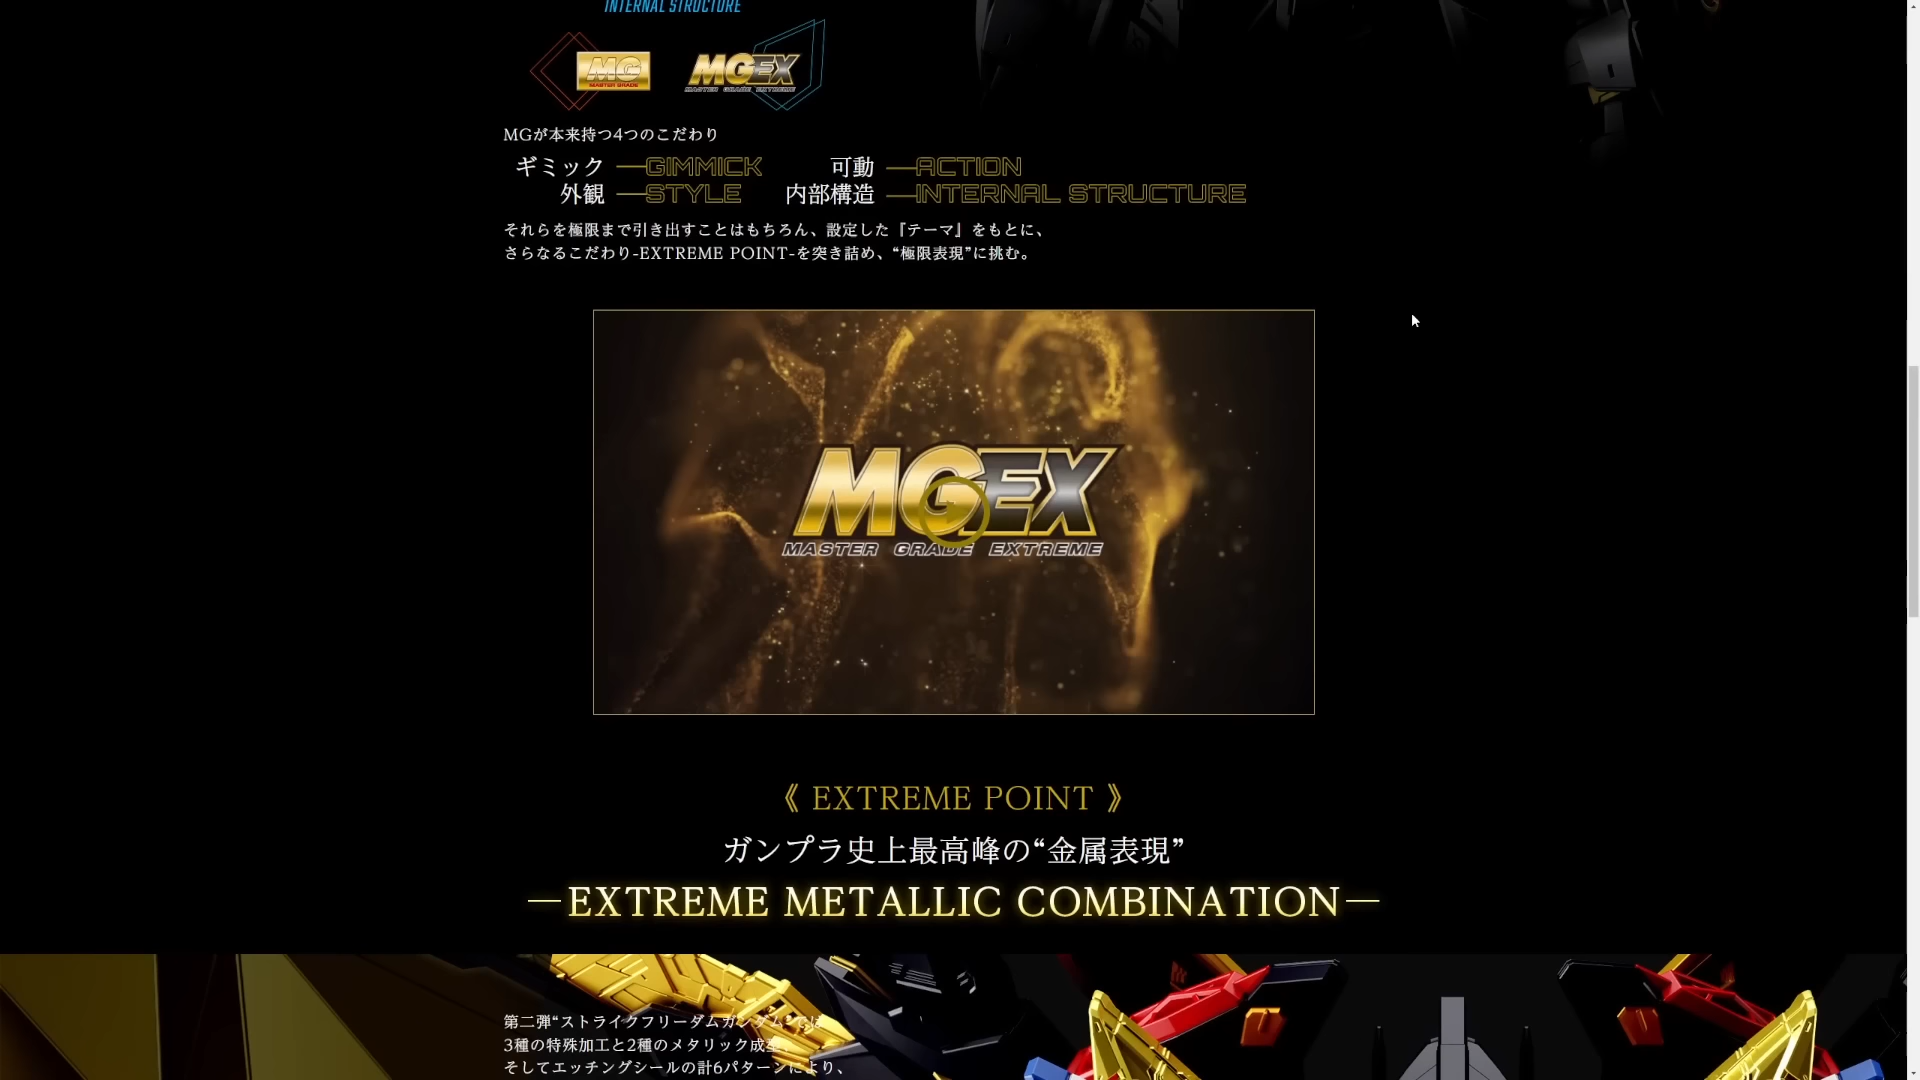 INTERNAL STRUCTURE
MG
MASTER GRADE
MGEX
MASTER GRADE EXTREME
MGが本来持つ4つのこだわり
ギミック —GIMMICK 可動 —ACTION
外観 —STYLE 内部構造 —INTERNAL STRUCTURE
それらを極限まで引き出すことはもちろん、設定した『テーマ』をもとに、
さらなるこだわり-EXTREME POINT-を突き詰め、“極限表現”に挑む。
MGEX
MASTER GRADE EXTREME
《 EXTREME POINT 》
ガンプラ史上最高峰の“金属表現”
—EXTREME METALLIC COMBINATION—
第二弾“ストライクフリーダムガンダム”では
3種の特殊加工と2種のメタリック成形、
そしてエッチングシールの計6パターンにより、